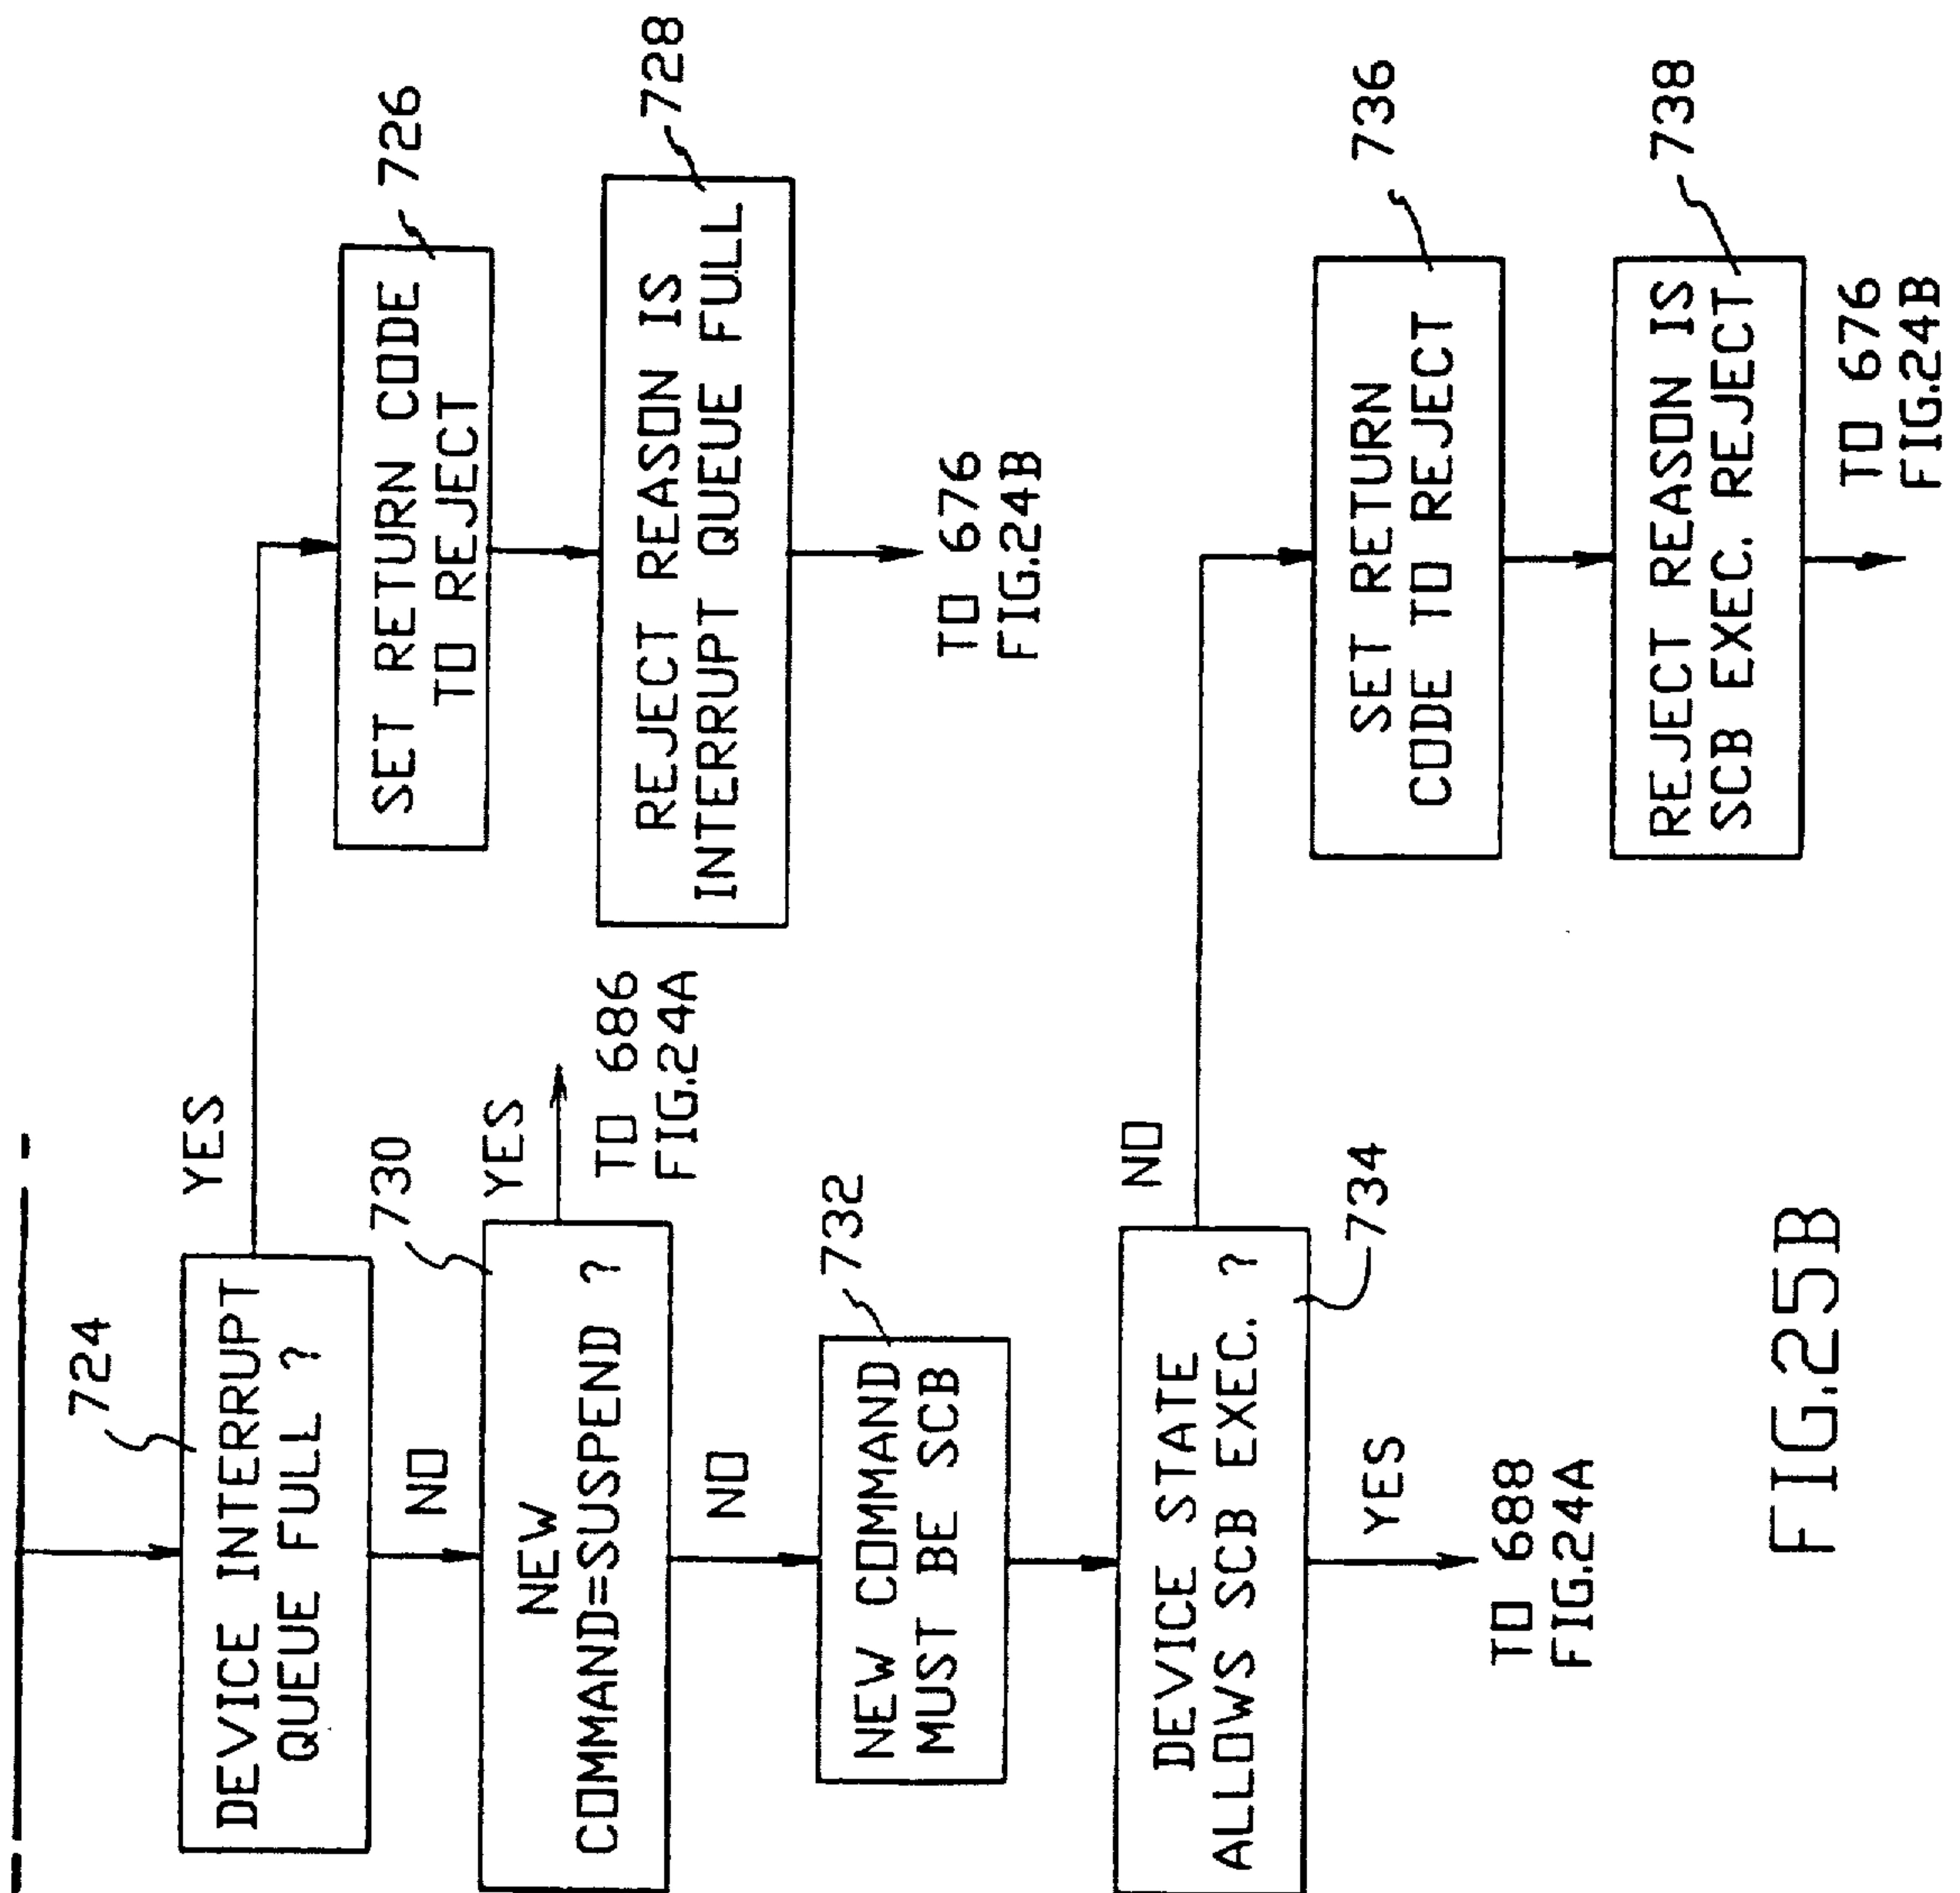 724
DEVICE INTERRUPT
QUEUE FULL ?
YES
NO
SET RETURN CODE
TO REJECT
726
REJECT REASON IS
INTERRUPT QUEUE FULL
728
TO 676
FIG.24B
730
NEW
COMMAND=SUSPEND ?
YES
TO 686
FIG.24A
NO
732
NEW COMMAND
MUST BE SCB
DEVICE STATE
ALLOWS SCB EXEC. ?
734
NO
YES
TO 688
FIG.24A
SET RETURN
CODE TO REJECT
736
REJECT REASON IS
SCB EXEC. REJECT
738
TO 676
FIG.24B
FIG.25B